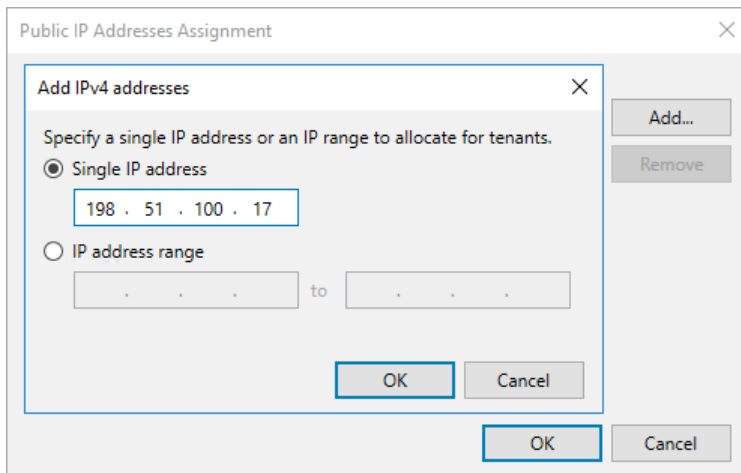 Public IP Addresses Assignment
Add IPv4 addresses
Specify a single IP address or an IP range to allocate for tenants.
Single IP address
198 . 51 . 100 . 17
IP address range
. . . to . . .
OK Cancel
Add...
Remove
OK Cancel